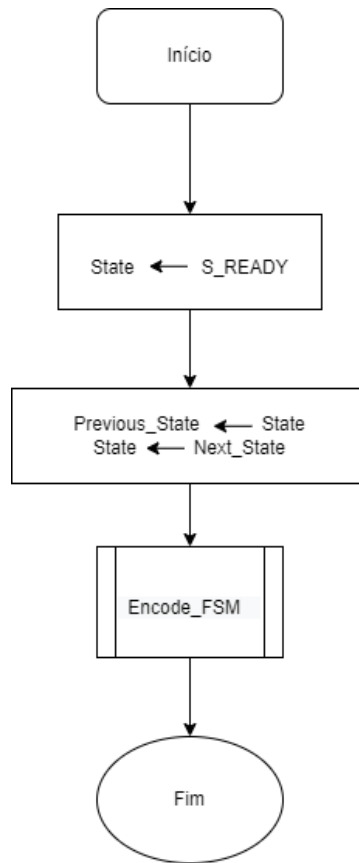 Início
State ← S_READY
Previous_State ← State
State ← Next_State
Encode_FSM
Fim